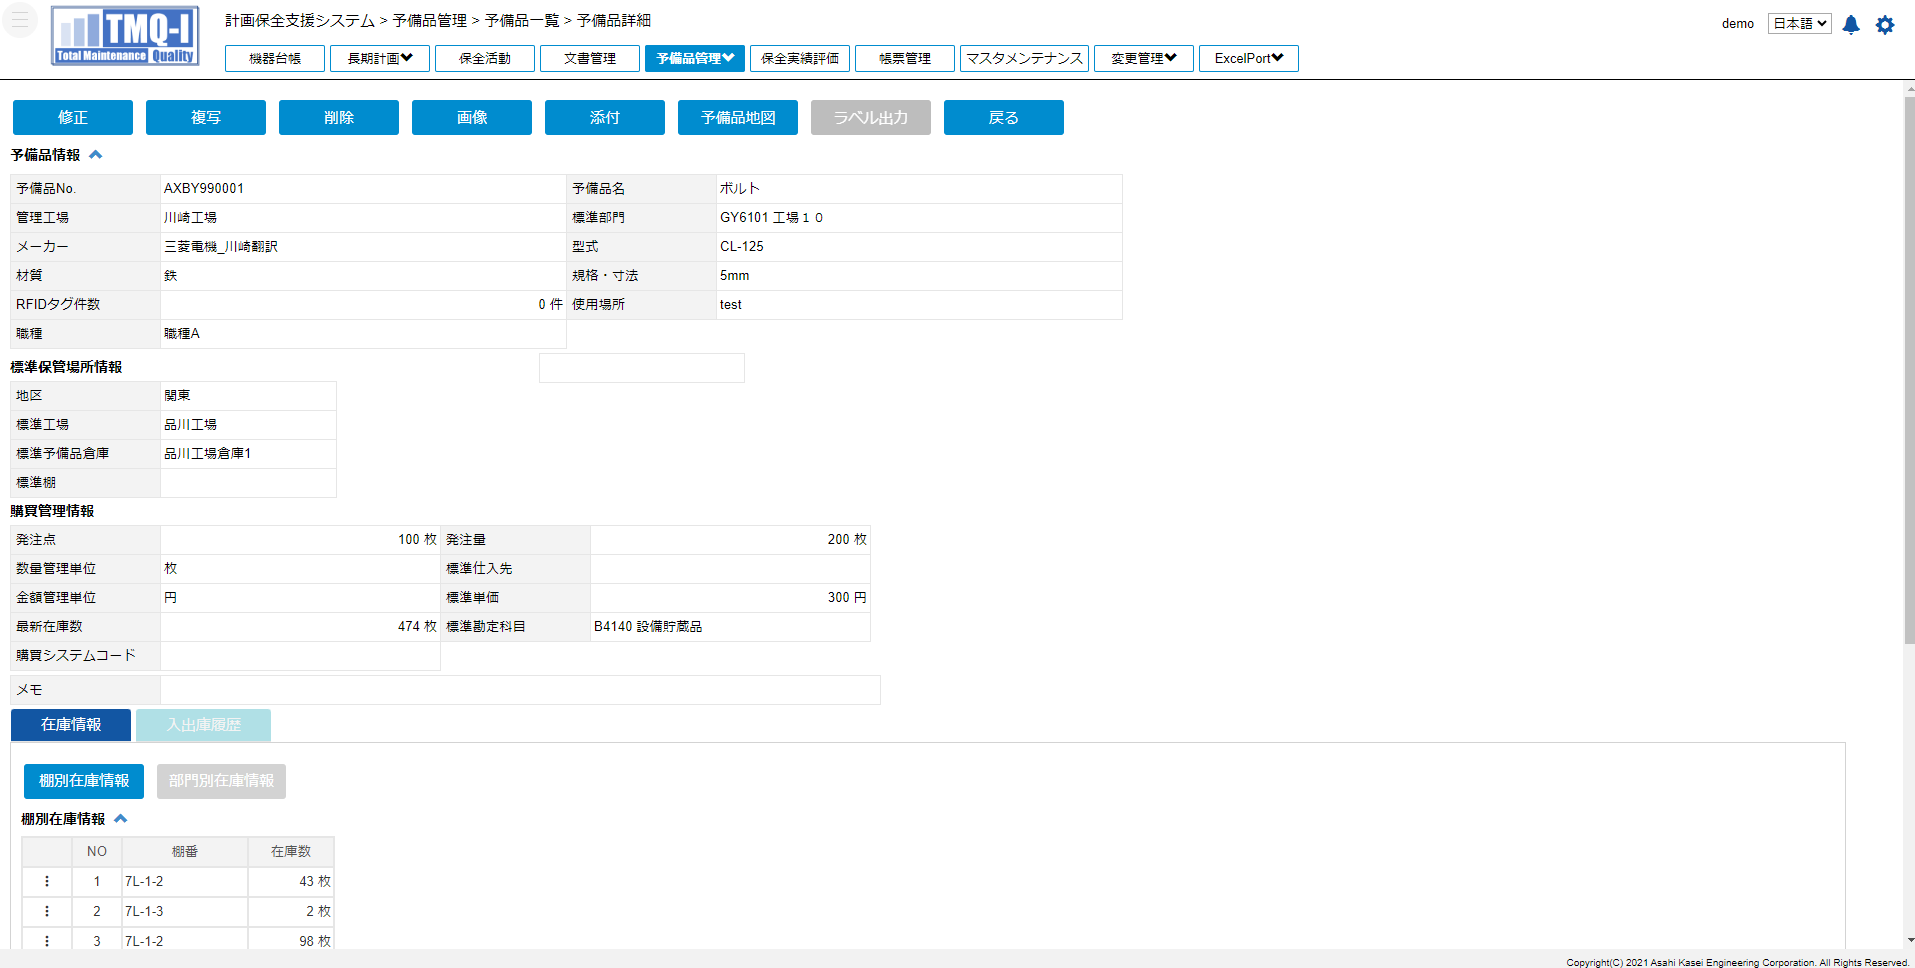 TMQ-I
Total Maintenance Quality
計画保全支援システム > 予備品管理 > 予備品一覧 > 予備品詳細
demo 日本語
機器台帳 長期計画 保全活動 文書管理 予備品管理 保全実績評価 帳票管理 マスタメンテナンス 変更管理 ExcelPort
修正 複写 削除 画像 添付 予備品地図 ラベル出力 戻る
予備品情報
予備品No. AXBY990001 予備品名 ボルト
管理工場 川崎工場 標準部門 GY6101 工場１０
メーカー 三菱電機_川崎翻訳 型式 CL-125
材質 鉄 規格・寸法 5mm
RFIDタグ件数 0 件 使用場所 test
職種 職種A
標準保管場所情報
地区 関東
標準工場 品川工場
標準予備品倉庫 品川工場倉庫1
標準棚
購買管理情報
発注点 100 枚 発注量 200 枚
数量管理単位 枚 標準仕入先
金額管理単位 円 標準単価 300 円
最新在庫数 474 枚 標準勘定科目 B4140 設備貯蔵品
購買システムコード
メモ
在庫情報 入出庫履歴
棚別在庫情報 部門別在庫情報
棚別在庫情報
NO 棚番 在庫数
1 7L-1-2 43 枚
2 7L-1-3 2 枚
3 7L-1-2 98 枚
Copyright(C) 2021 Asahi Kasei Engineering Corporation. All Rights Reserved.